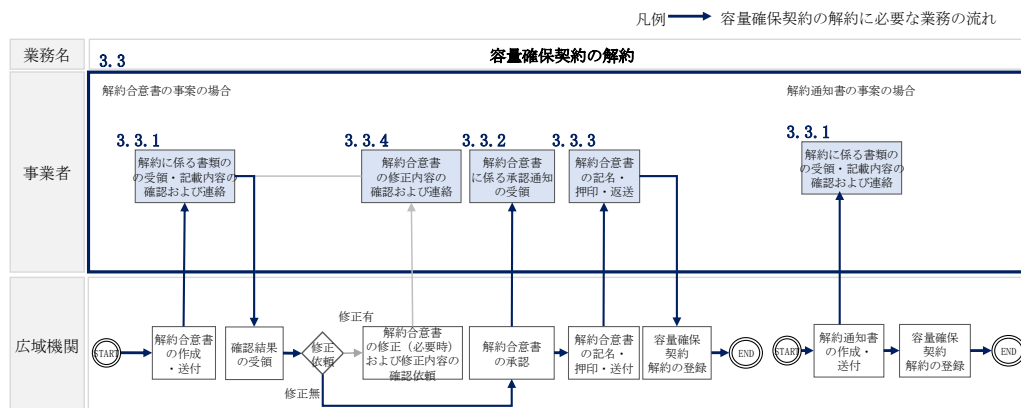 凡例 容量確保契約の解約に必要な業務の流れ
業務名
3.3
容量確保契約の解約
事業者
解約合意書の事案の場合
解約通知書の事案の場合
3.3.1
解約に係る書類の
の受領・記載内容の
確認および連絡
3.3.4
解約合意書
の修正内容の
確認および連絡
3.3.2
解約合意書
に係る承認通知
の受領
3.3.3
解約合意書の
記名・
押印・返送
3.3.1
解約に係る書類の
の受領・記載内容の
確認および連絡
広域機関
START
解約合意書
の作成
・送付
確認結果
の受領
修正
依頼
修正有
修正無
解約合意書
の修正（必要時）
および修正内容の
確認依頼
解約合意書
の承認
解約合意書
の記名・
押印・送付
容量確保
契約
解約の登録
END
START
解約通知書
の作成・
送付
容量確保
契約
解約の登録
END